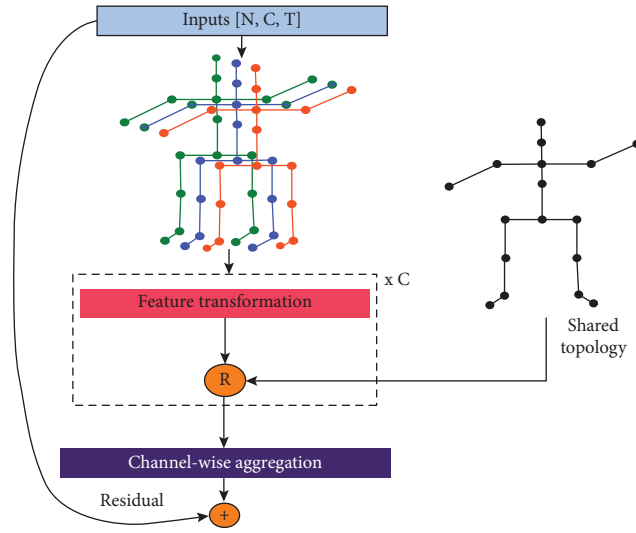 Inputs [N, C, T]
x C
Feature transformation
Shared
topology
R
Channel-wise aggregation
Residual
+